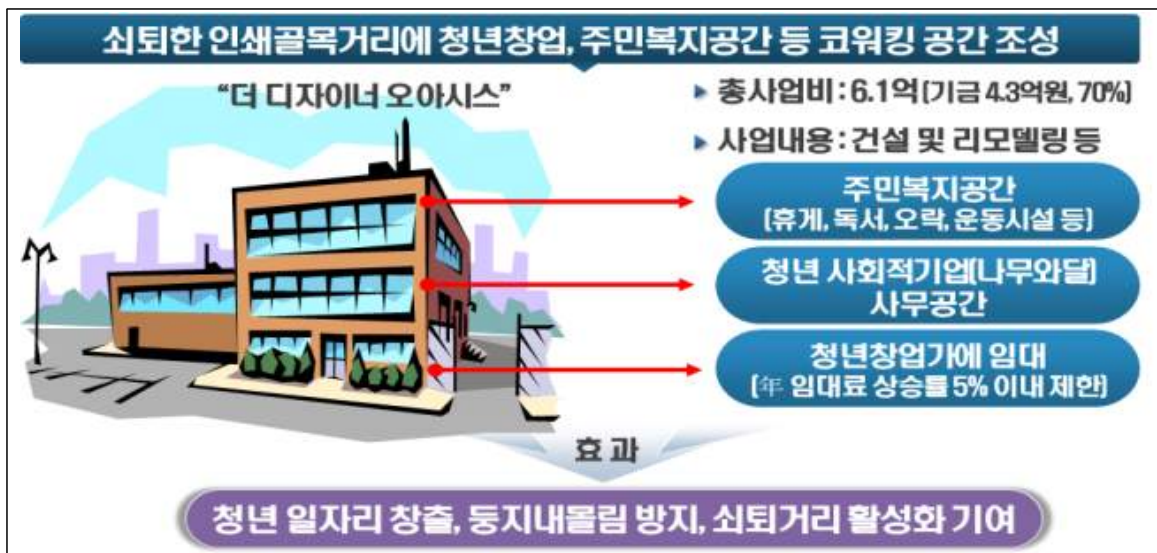 쇠퇴한 인쇄골목거리에 청년창업, 주민복지공간 등 코워킹 공간 조성
“더 디자이너 오아시스”
▸ 총사업비 : 6.1억 (기금 4.3억원, 70%)
▸ 사업내용 : 건설 및 리모델링 등
주민복지공간
(휴게, 독서, 오락, 운동시설 등)
청년 사회적기업(나무와달)
사무공간
청년창업가에 임대
(年 임대료 상승률 5% 이내 제한)
효 과
청년 일자리 창출, 둥지내몰림 방지, 쇠퇴거리 활성화 기여